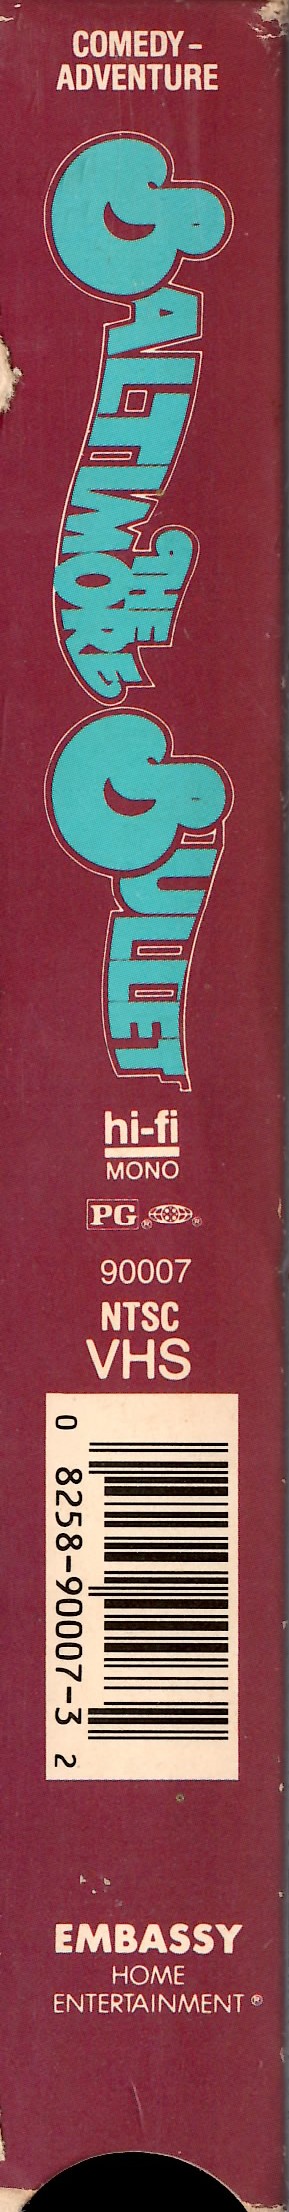 COMEDY-
ADVENTURE
THE
BALTIMORE
BULLET
hi-fi
MONO
PG ® ®
90007
NTSC
VHS
0 8258-90007-3 2
EMBASSY
HOME
ENTERTAINMENT ®